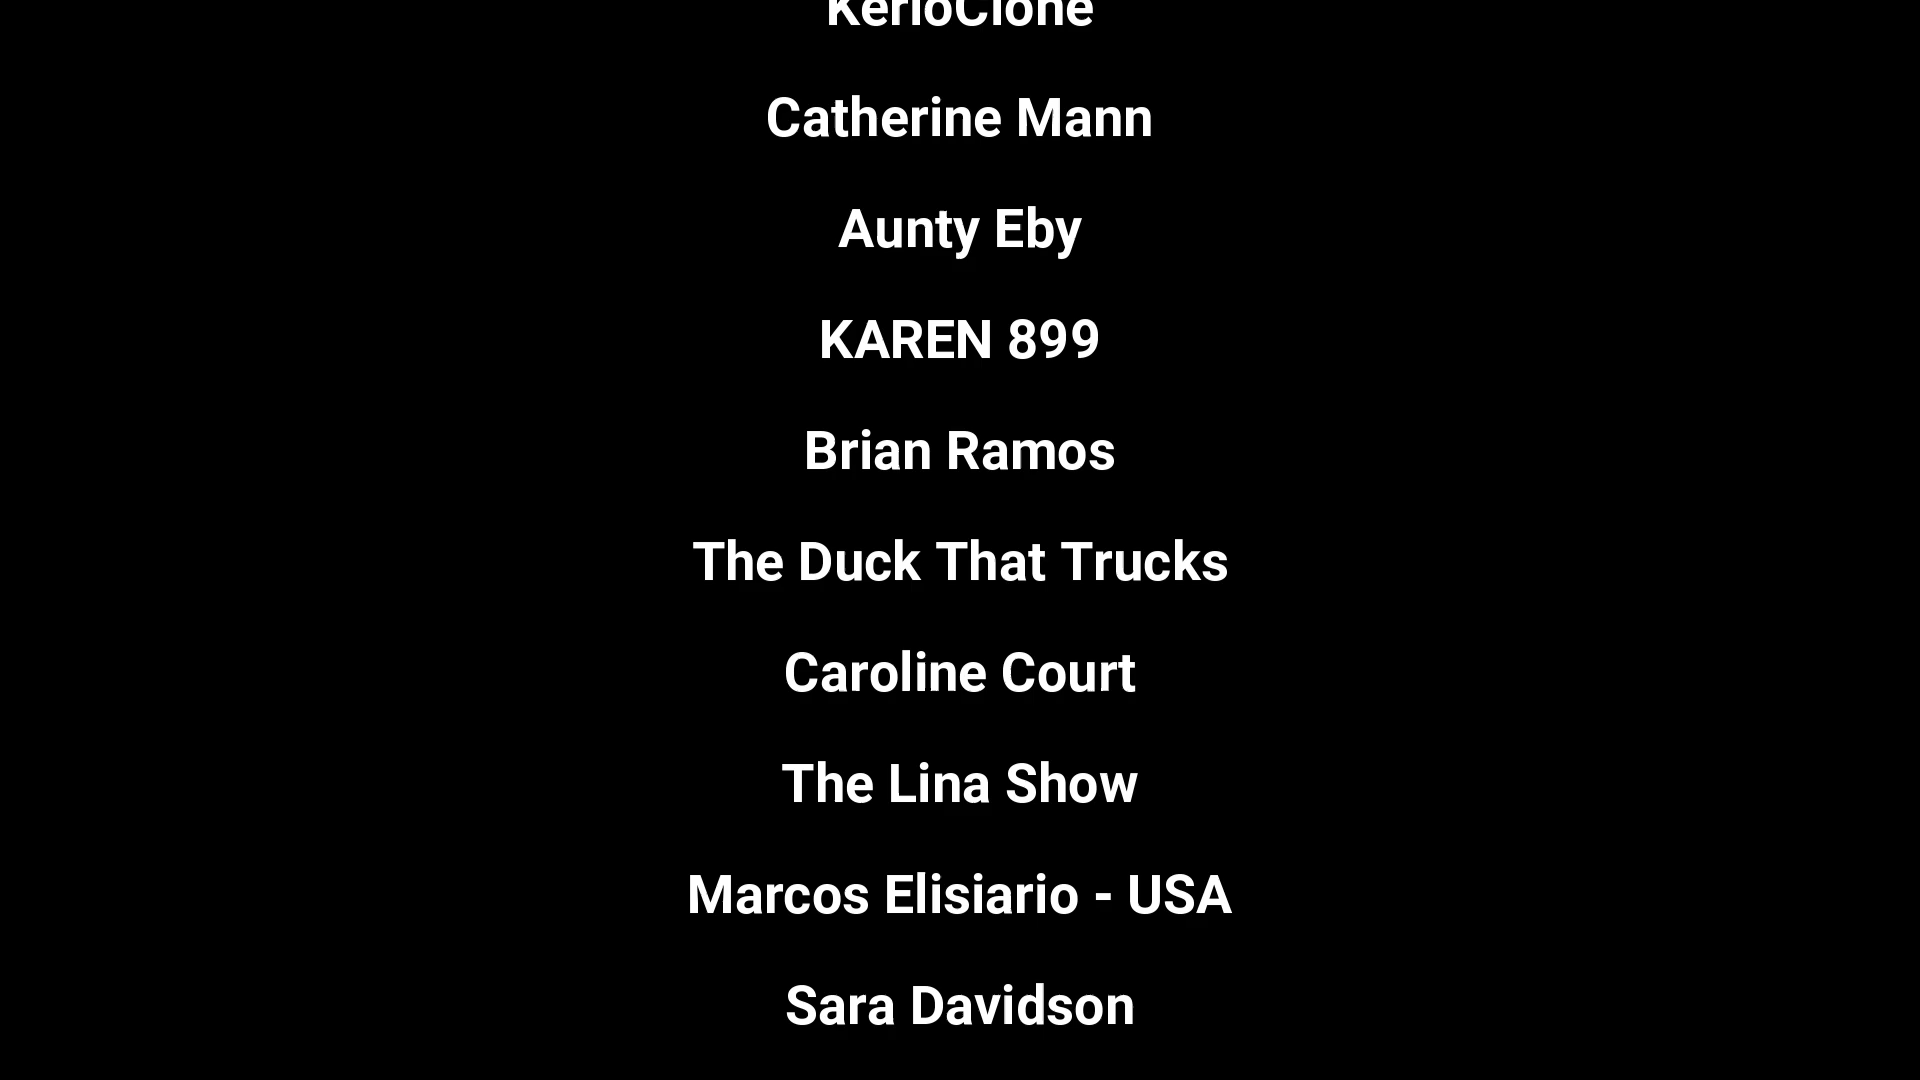 KerloClone
Catherine Mann
Aunty Eby
KAREN 899
Brian Ramos
The Duck That Trucks
Caroline Court
The Lina Show
Marcos Elisiario - USA
Sara Davidson